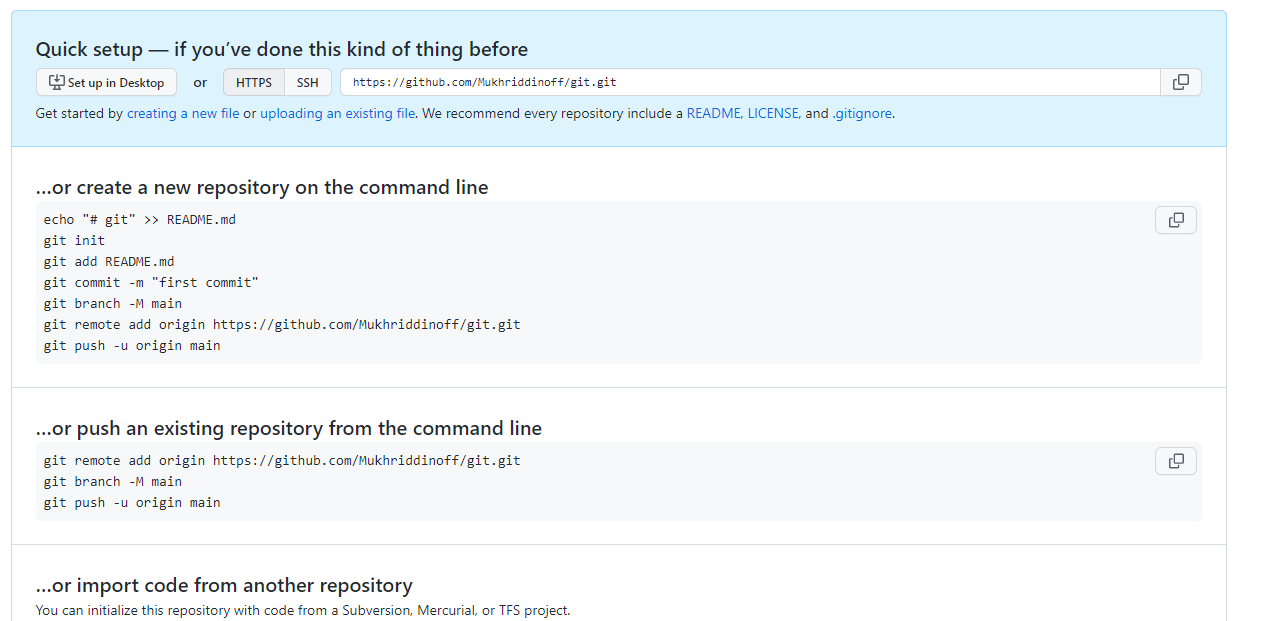 Quick setup — if you’ve done this kind of thing before
Set up in Desktop or HTTPS SSH https://github.com/Mukhriddinoff/git.git
Get started by creating a new file or uploading an existing file. We recommend every repository include a README, LICENSE, and .gitignore.
…or create a new repository on the command line
echo "# git" >> README.md
git init
git add README.md
git commit -m "first commit"
git branch -M main
git remote add origin https://github.com/Mukhriddinoff/git.git
git push -u origin main
…or push an existing repository from the command line
git remote add origin https://github.com/Mukhriddinoff/git.git
git branch -M main
git push -u origin main
…or import code from another repository
You can initialize this repository with code from a Subversion, Mercurial, or TFS project.